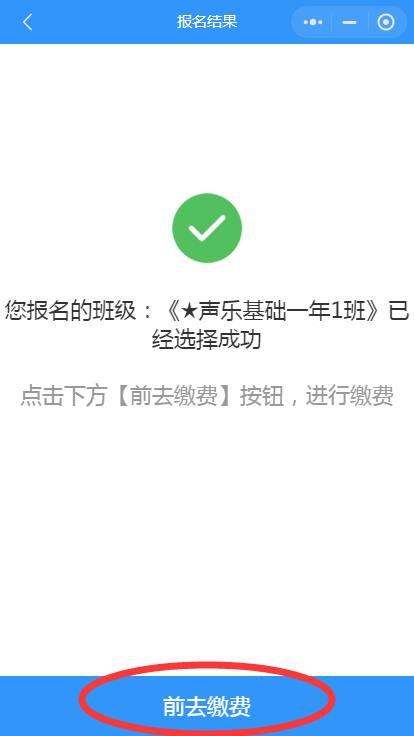 报名结果
您报名的班级：《★声乐基础一年1班》已
经选择成功
点击下方【前去缴费】按钮，进行缴费
前去缴费